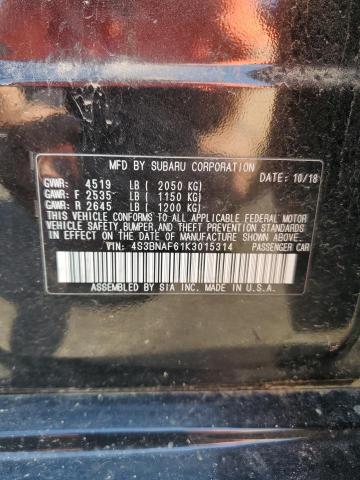 MFD BY SUBARU CORPORATION
DATE: 10/18
GVWR: 4519 LB ( 2050 KG)
GAWR: F 2535 LB ( 1150 KG)
GAWR: R 2645 LB ( 1200 KG)
THIS VEHICLE CONFORMS TO ALL APPLICABLE FEDERAL MOTOR
VEHICLE SAFETY, BUMPER, AND THEFT PREVENTION
STANDARDS IN EFFECT ON THE
DATE OF MANUFACTURE SHOWN ABOVE.
VIN: 4S3BNAF61K3015314 PASSENGER CAR
ASSEMBLED BY SIA INC. MADE IN U.S.A.